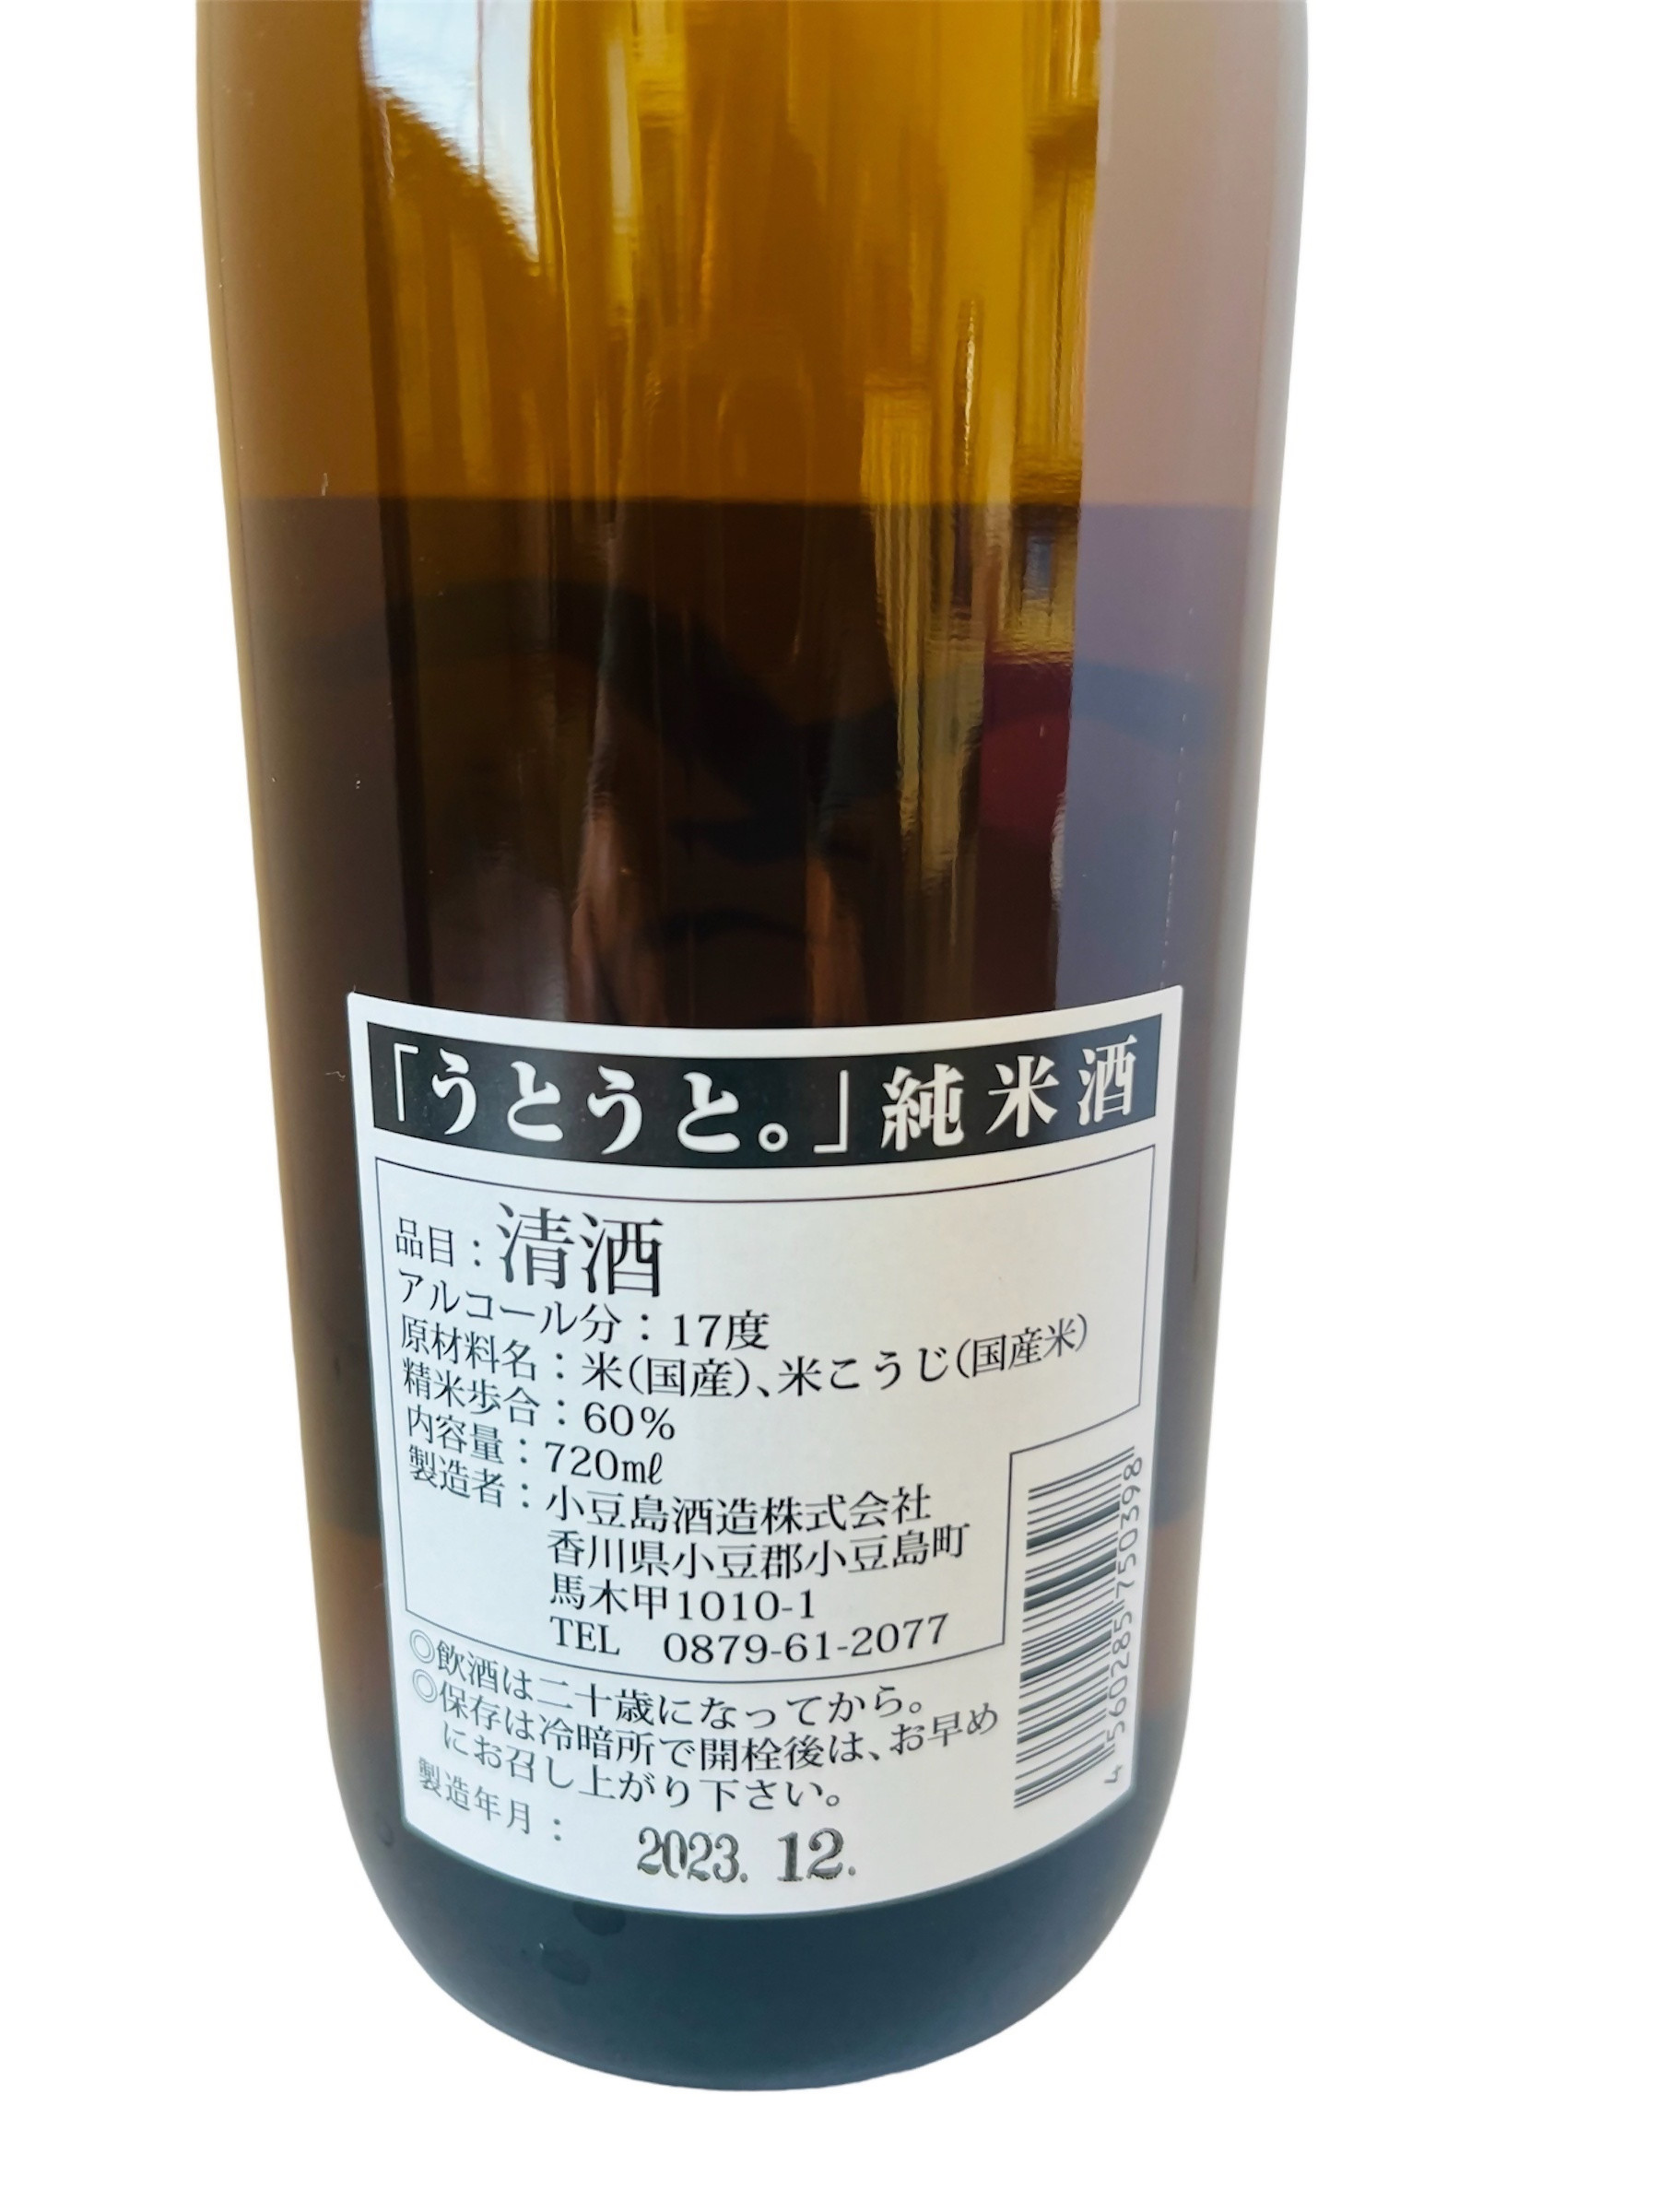 「うとうと。」純米酒
品目：清酒
アルコール分：17度
原材料名：米(国産)、米こうじ(国産米)
精米歩合：60%
内容量：720㎖
製造者：小豆島酒造株式会社
香川県小豆郡小豆島町
馬木甲1010-1
TEL 0879-61-2077
◎飲酒は二十歳になってから。
◎保存は冷暗所で開栓後は、お早め
にお召し上がり下さい。
製造年月：
2023. 12.
4 560285 750398